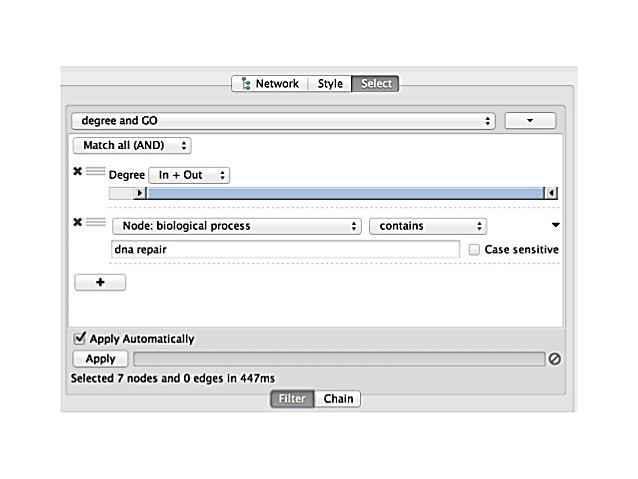 Network Style Select
degree and GO
Match all (AND)
Degree In + Out
Node: biological process contains
dna repair Case sensitive
+
Apply Automatically
Apply
Selected 7 nodes and 0 edges in 447ms
Filter Chain